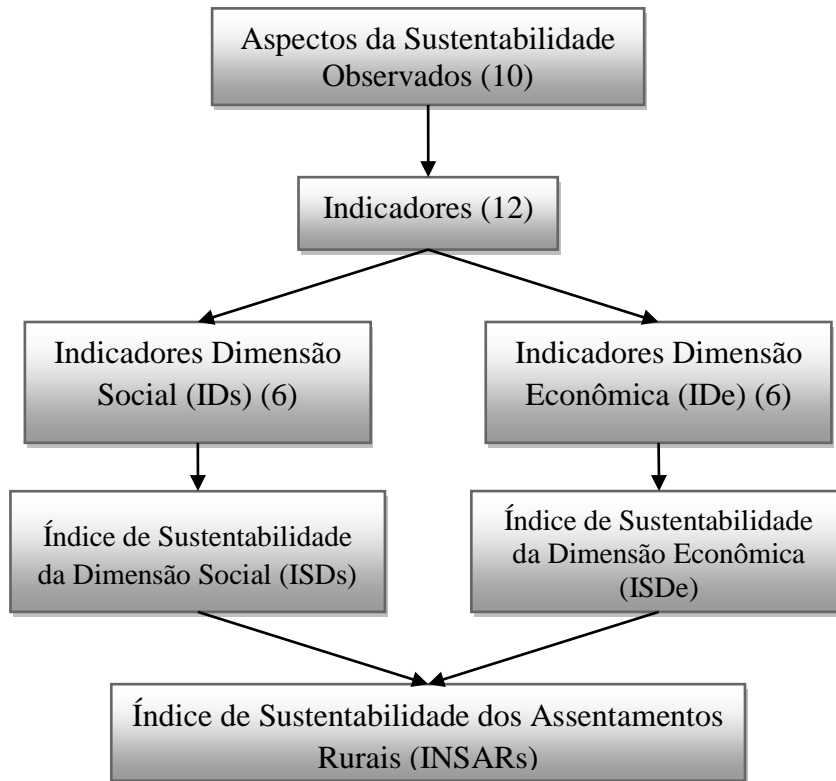 Aspectos da Sustentabilidade
Observados (10)
Indicadores (12)
Indicadores Dimensão
Social (IDs) (6)
Indicadores Dimensão
Econômica (IDe) (6)
Índice de Sustentabilidade
da Dimensão Social (ISDs)
Índice de Sustentabilidade
da Dimensão Econômica
(ISDe)
Índice de Sustentabilidade dos Assentamentos
Rurais (INSARs)